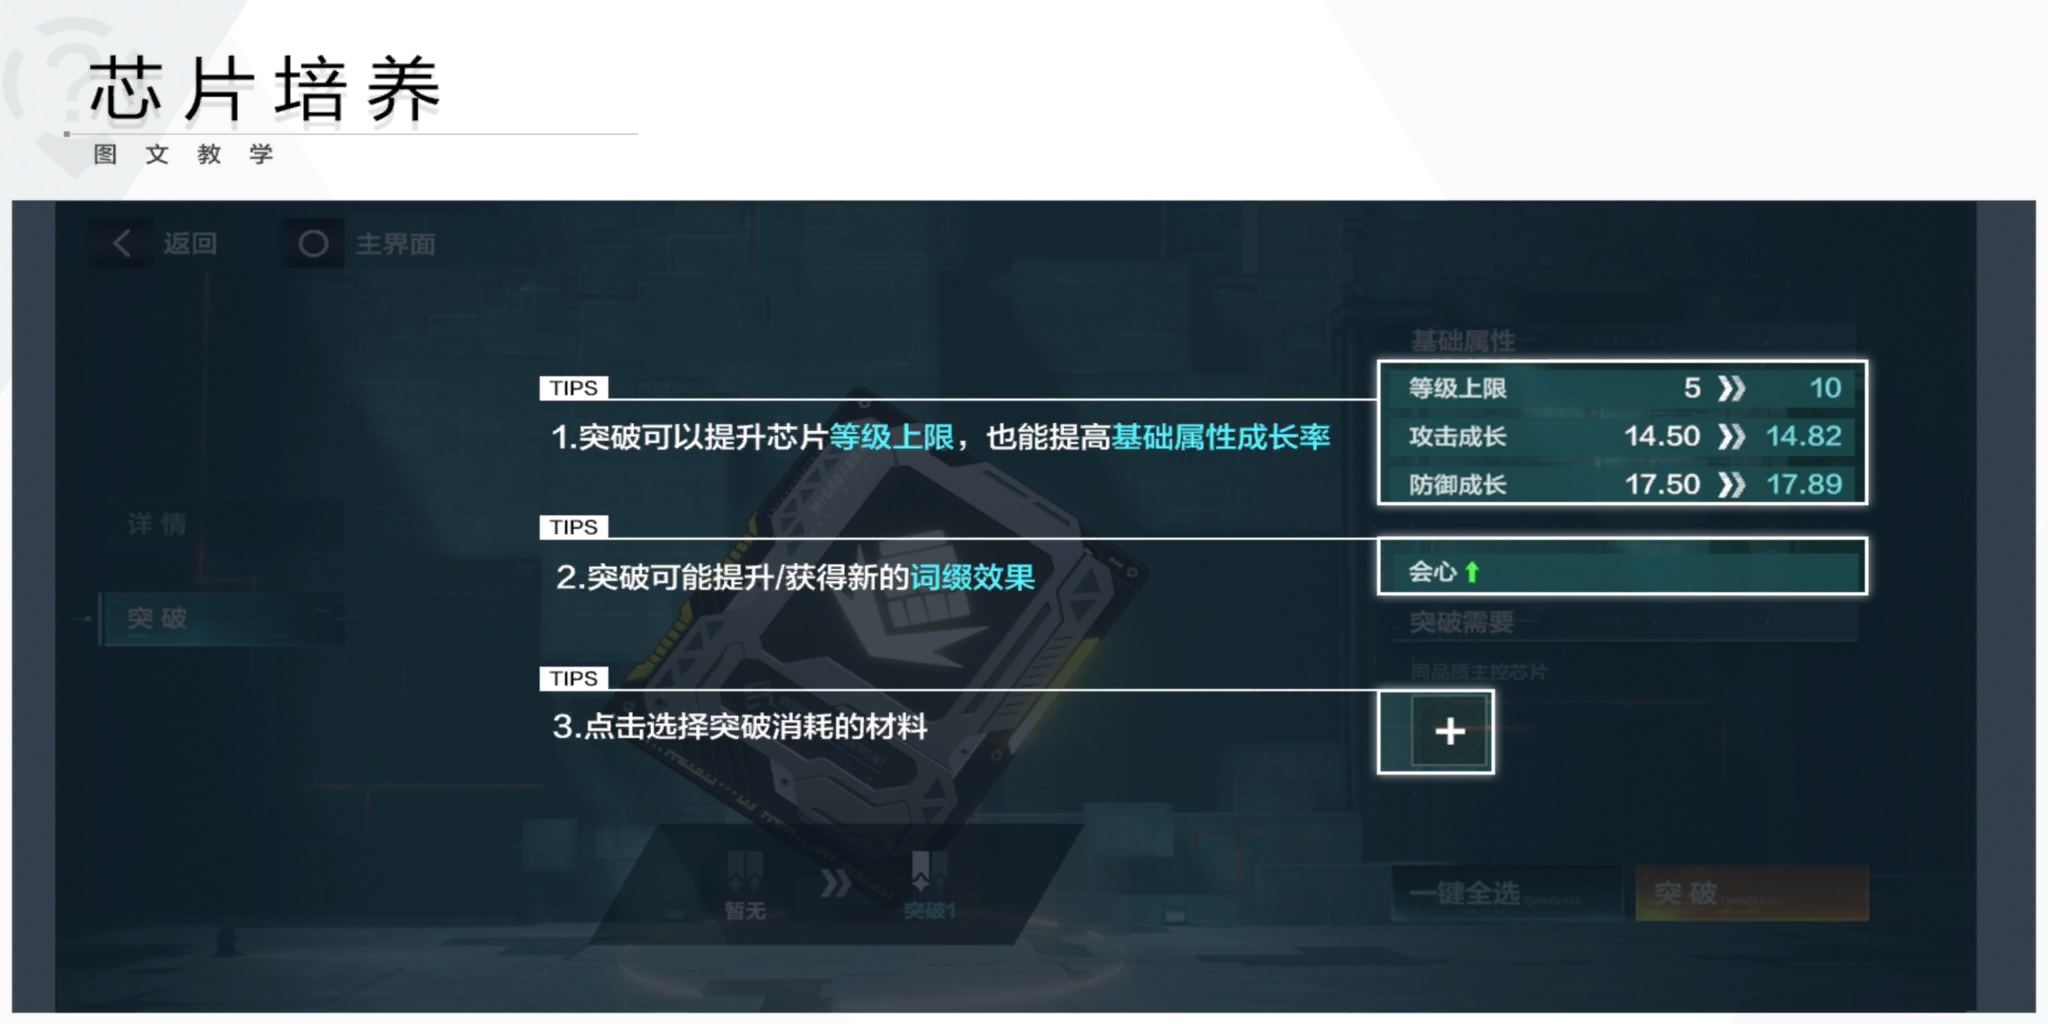 芯片培养
图文教学
返回
主界面
基础属性
TIPS
等级上限 5 10
1.突破可以提升芯片等级上限，也能提高基础属性成长率
攻击成长 14.50 14.82
防御成长 17.50 17.89
详情
TIPS
2.突破可能提升/获得新的词缀效果
会心
突破
突破需要
同品质主控芯片
TIPS
3.点击选择突破消耗的材料
+
暂无
突破1
一键全选 QIANGHUA
突破 QIANGHUA